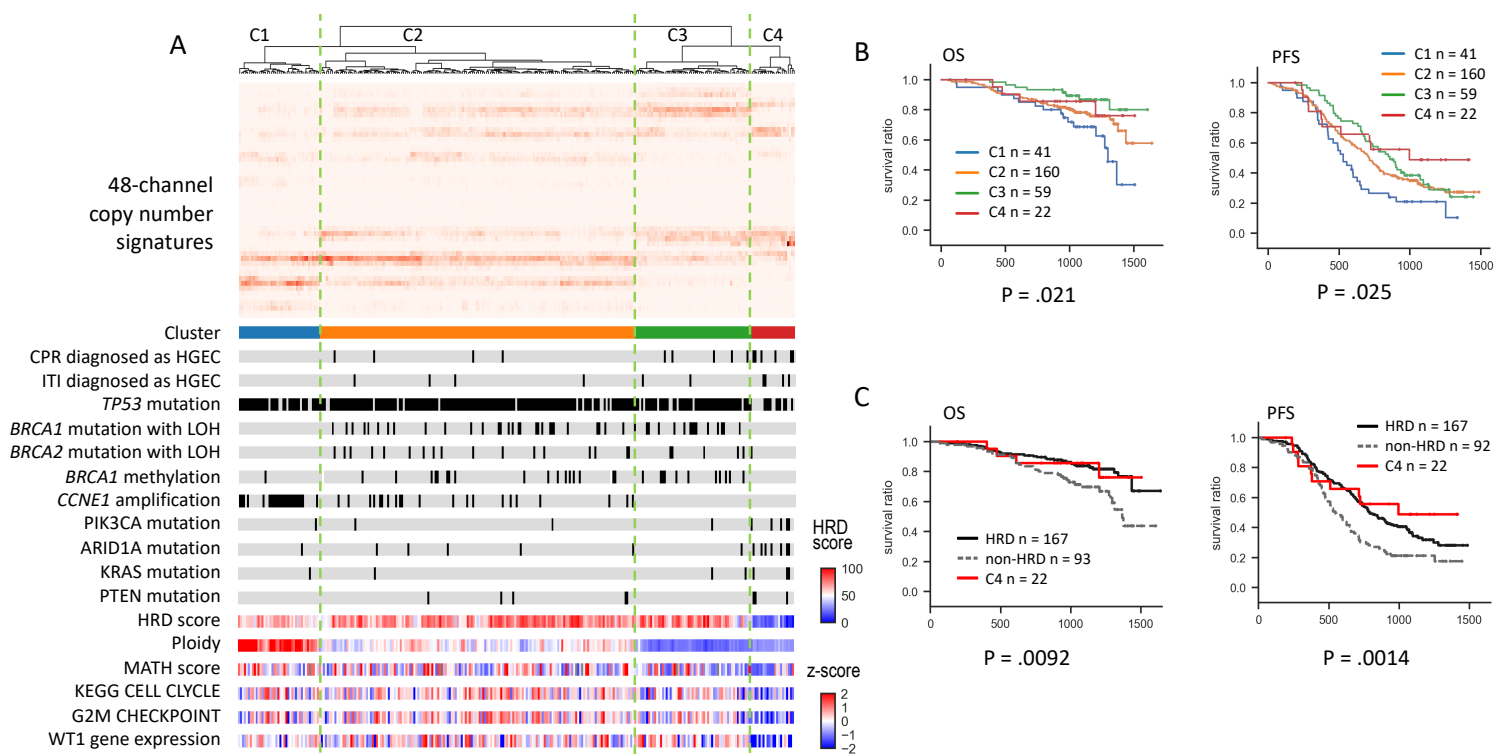 A
C1
C2
C3
C4
48-channel
copy number
signatures
Cluster
CPR diagnosed as HGEC
ITI diagnosed as HGEC
TP53 mutation
BRCA1 mutation with LOH
BRCA2 mutation with LOH
BRCA1 methylation
CCNE1 amplification
PIK3CA mutation
ARID1A mutation
KRAS mutation
PTEN mutation
HRD score
Ploidy
MATH score
KEGG CELL CLYCLE
G2M CHECKPOINT
WT1 gene expression
HRD
score
100
50
0
z-score
2
1
0
−1
−2
B
OS
survival ratio
1.0
0.8
0.6
0.4
0.2
0.0
C1 n = 41
C2 n = 160
C3 n = 59
C4 n = 22
0 500 1000 1500
P = .021
PFS
survival ratio
1.0
0.8
0.6
0.4
0.2
0.0
C1 n = 41
C2 n = 160
C3 n = 59
C4 n = 22
0 500 1000 1500
P = .025
C
OS
survival ratio
1.0
0.8
0.6
0.4
0.2
0.0
HRD n = 167
non-HRD n = 93
C4 n = 22
0 500 1000 1500
P = .0092
PFS
survival ratio
1.0
0.8
0.6
0.4
0.2
0.0
HRD n = 167
non-HRD n = 92
C4 n = 22
0 500 1000 1500
P = .0014